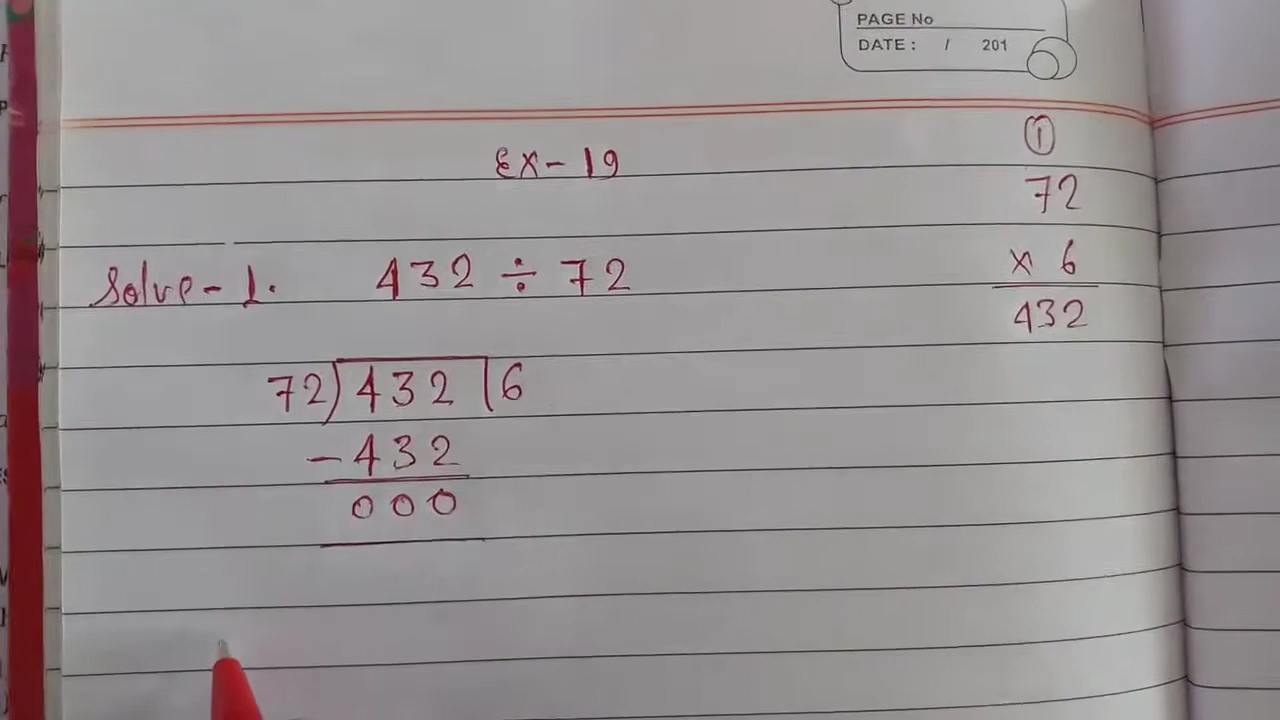 PAGE No
DATE : / 201
Ex - 19
Solve - 1. 432 ÷ 72
72)432|6
- 432
000
1
72
x 6
432